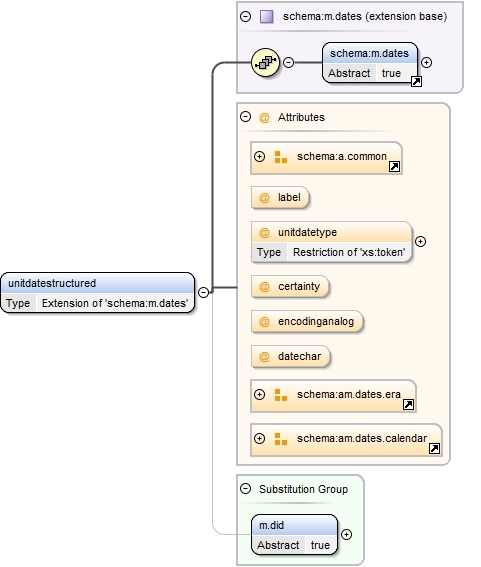 schema:m.dates (extension base)
schema:m.dates
Abstract true
@ Attributes
schema:a.common
@ label
@ unitdatetype
Type Restriction of 'xs:token'
unitdatestructured
Type Extension of 'schema:m.dates'
@ certainty
@ encodinganalog
@ datechar
schema:am.dates.era
schema:am.dates.calendar
Substitution Group
m.did
Abstract true